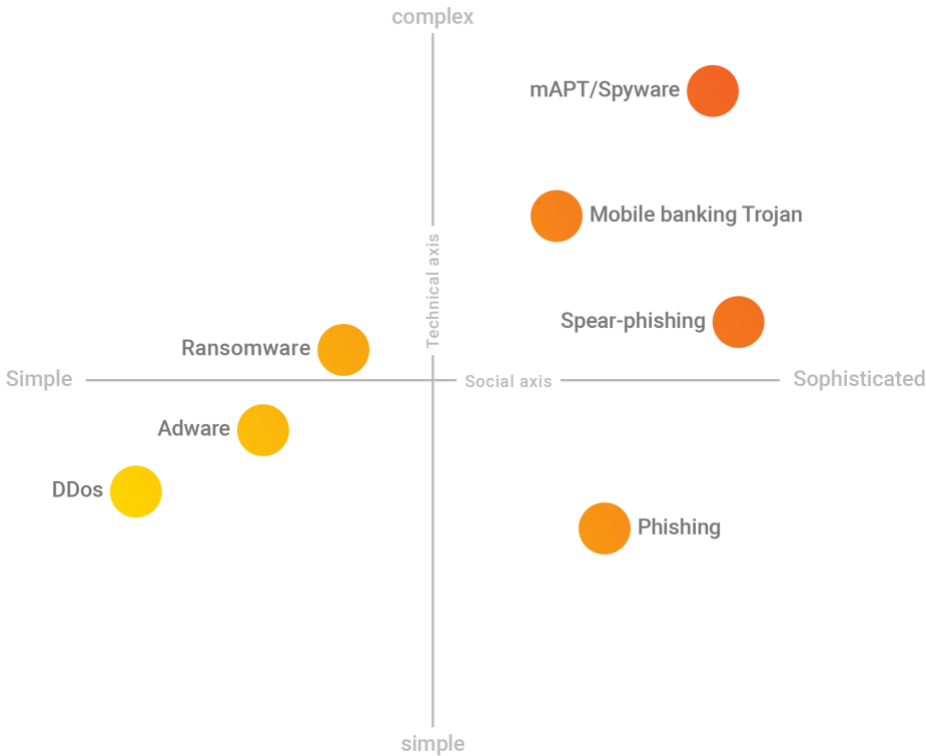 complex
mAPT/Spyware
Mobile banking Trojan
Technical axis
Spear-phishing
Ransomware
Simple
Social axis
Sophisticated
Adware
DDos
Phishing
simple